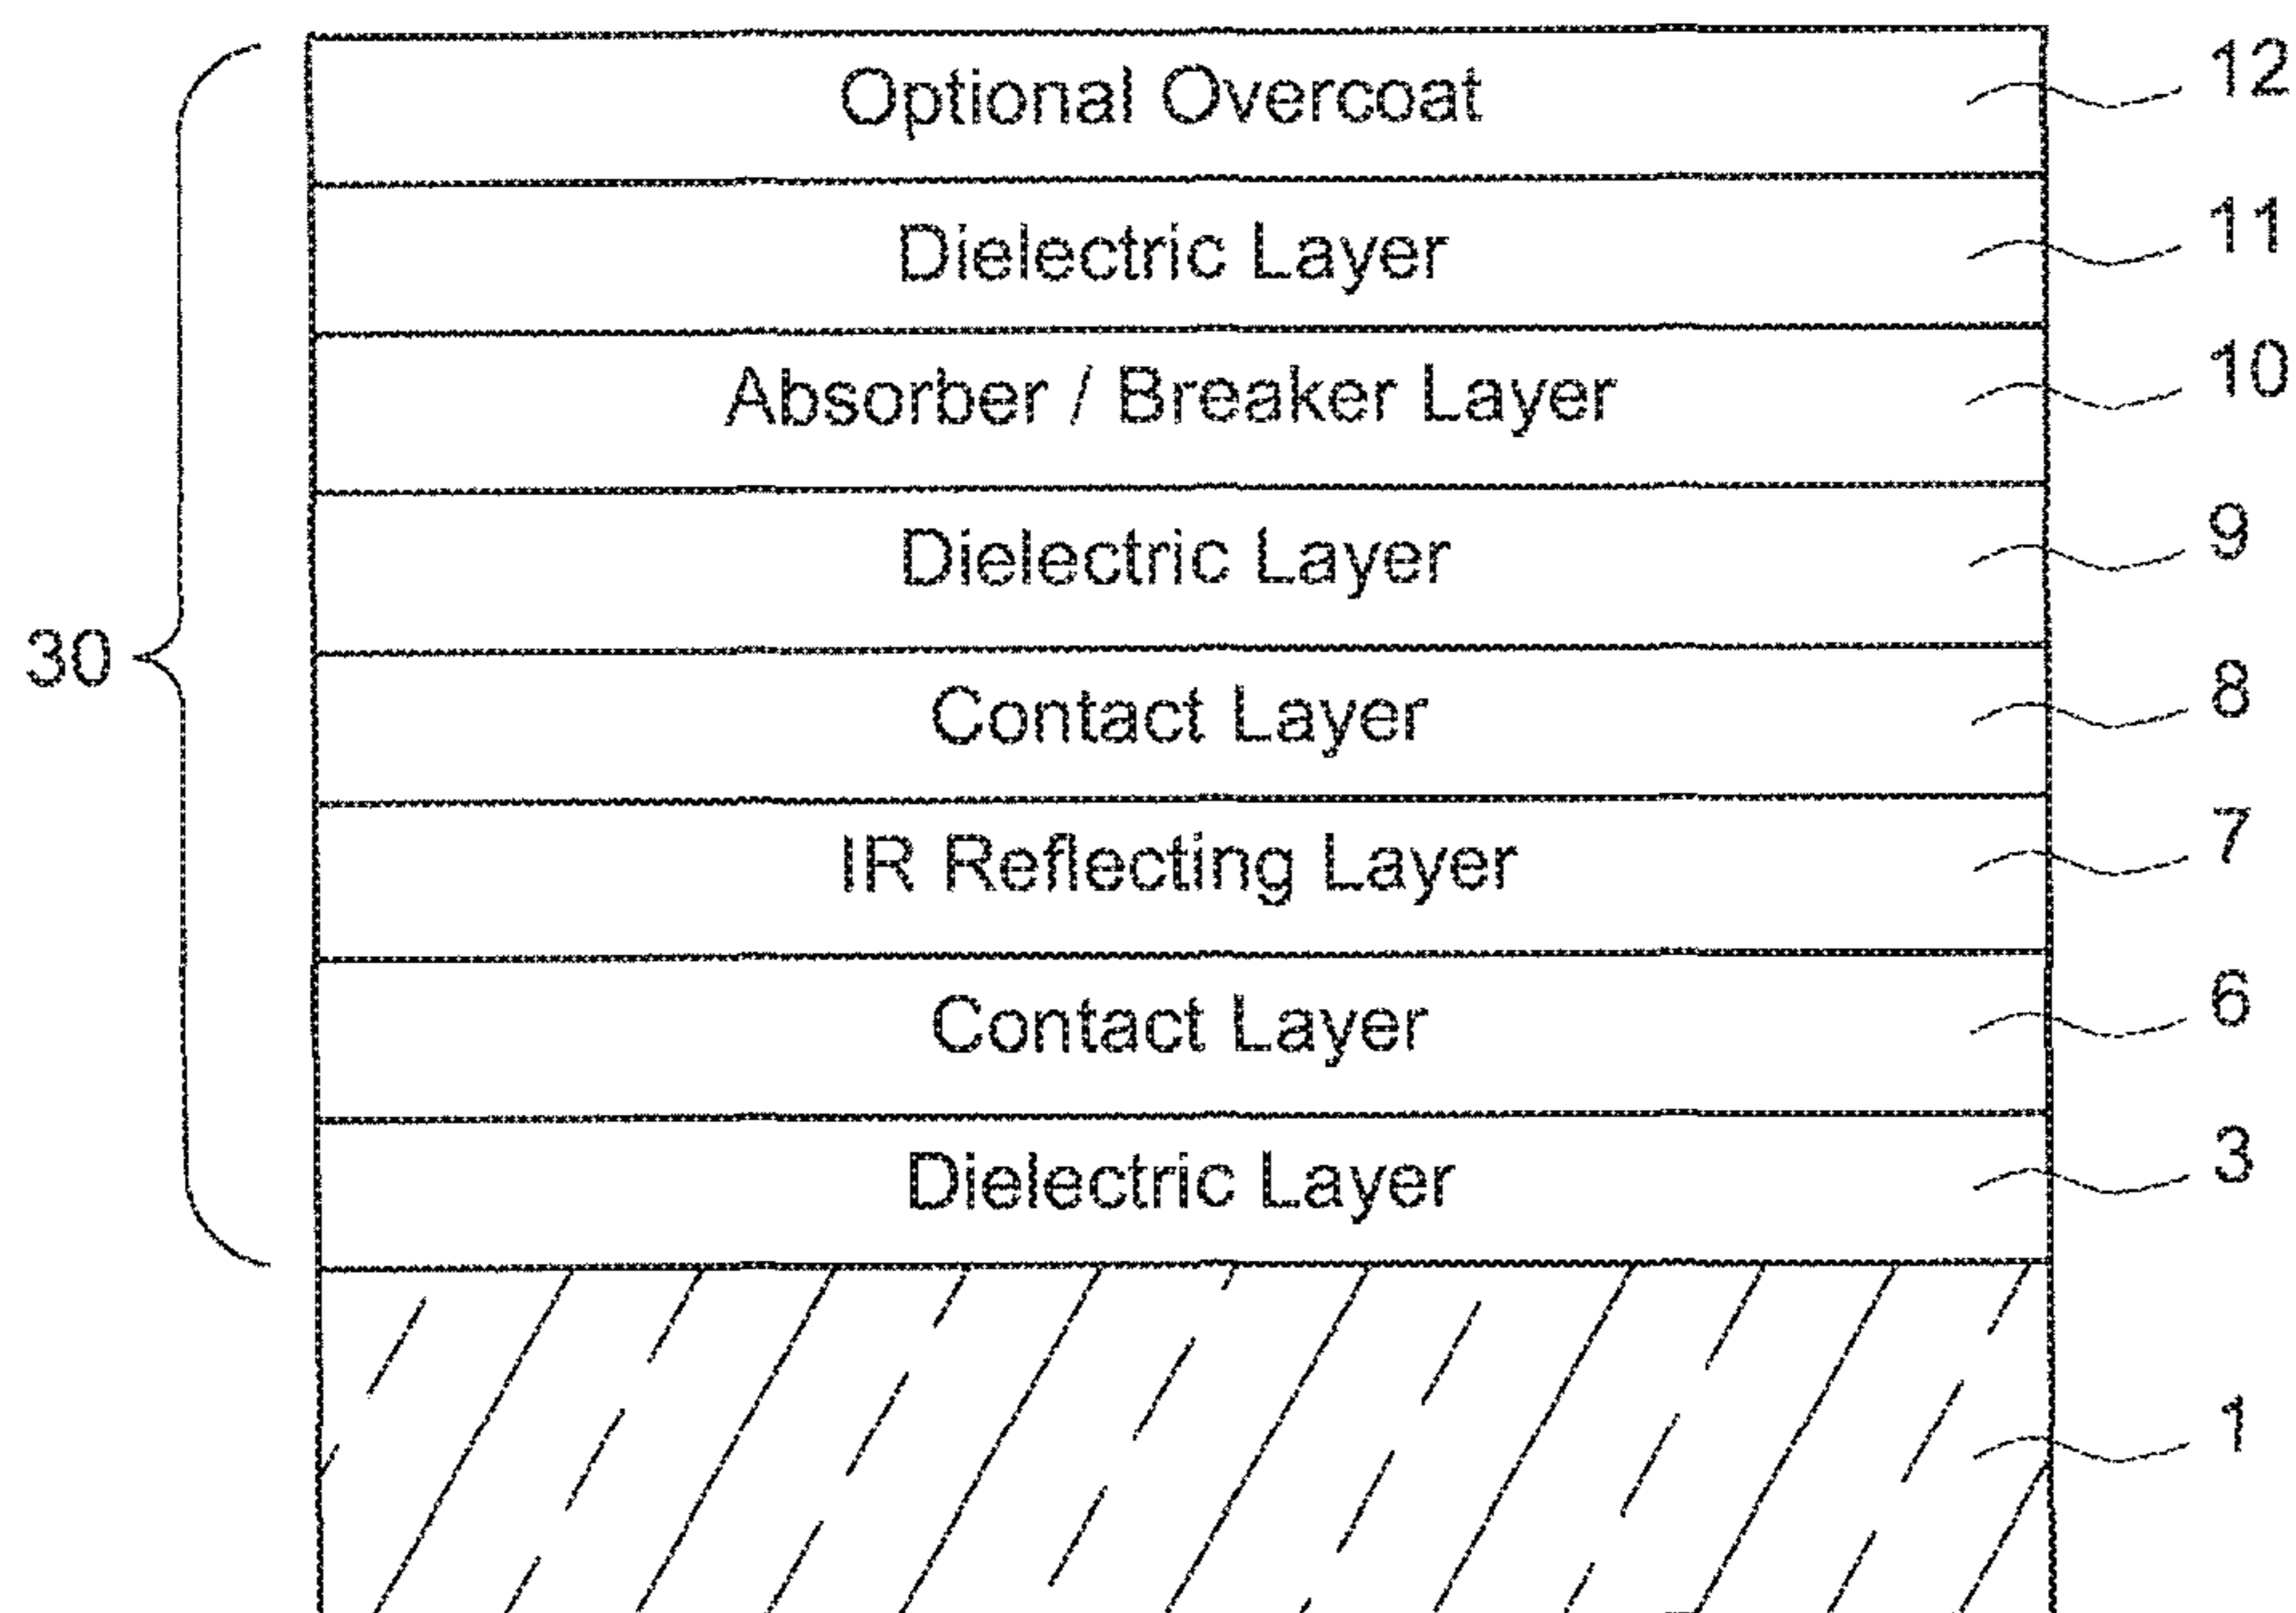 Optional Overcoat 12
Dielectric Layer 11
Absorber / Breaker Layer 10
Dielectric Layer 9
30
Contact Layer 8
IR Reflecting Layer 7
Contact Layer 6
Dielectric Layer 3
1